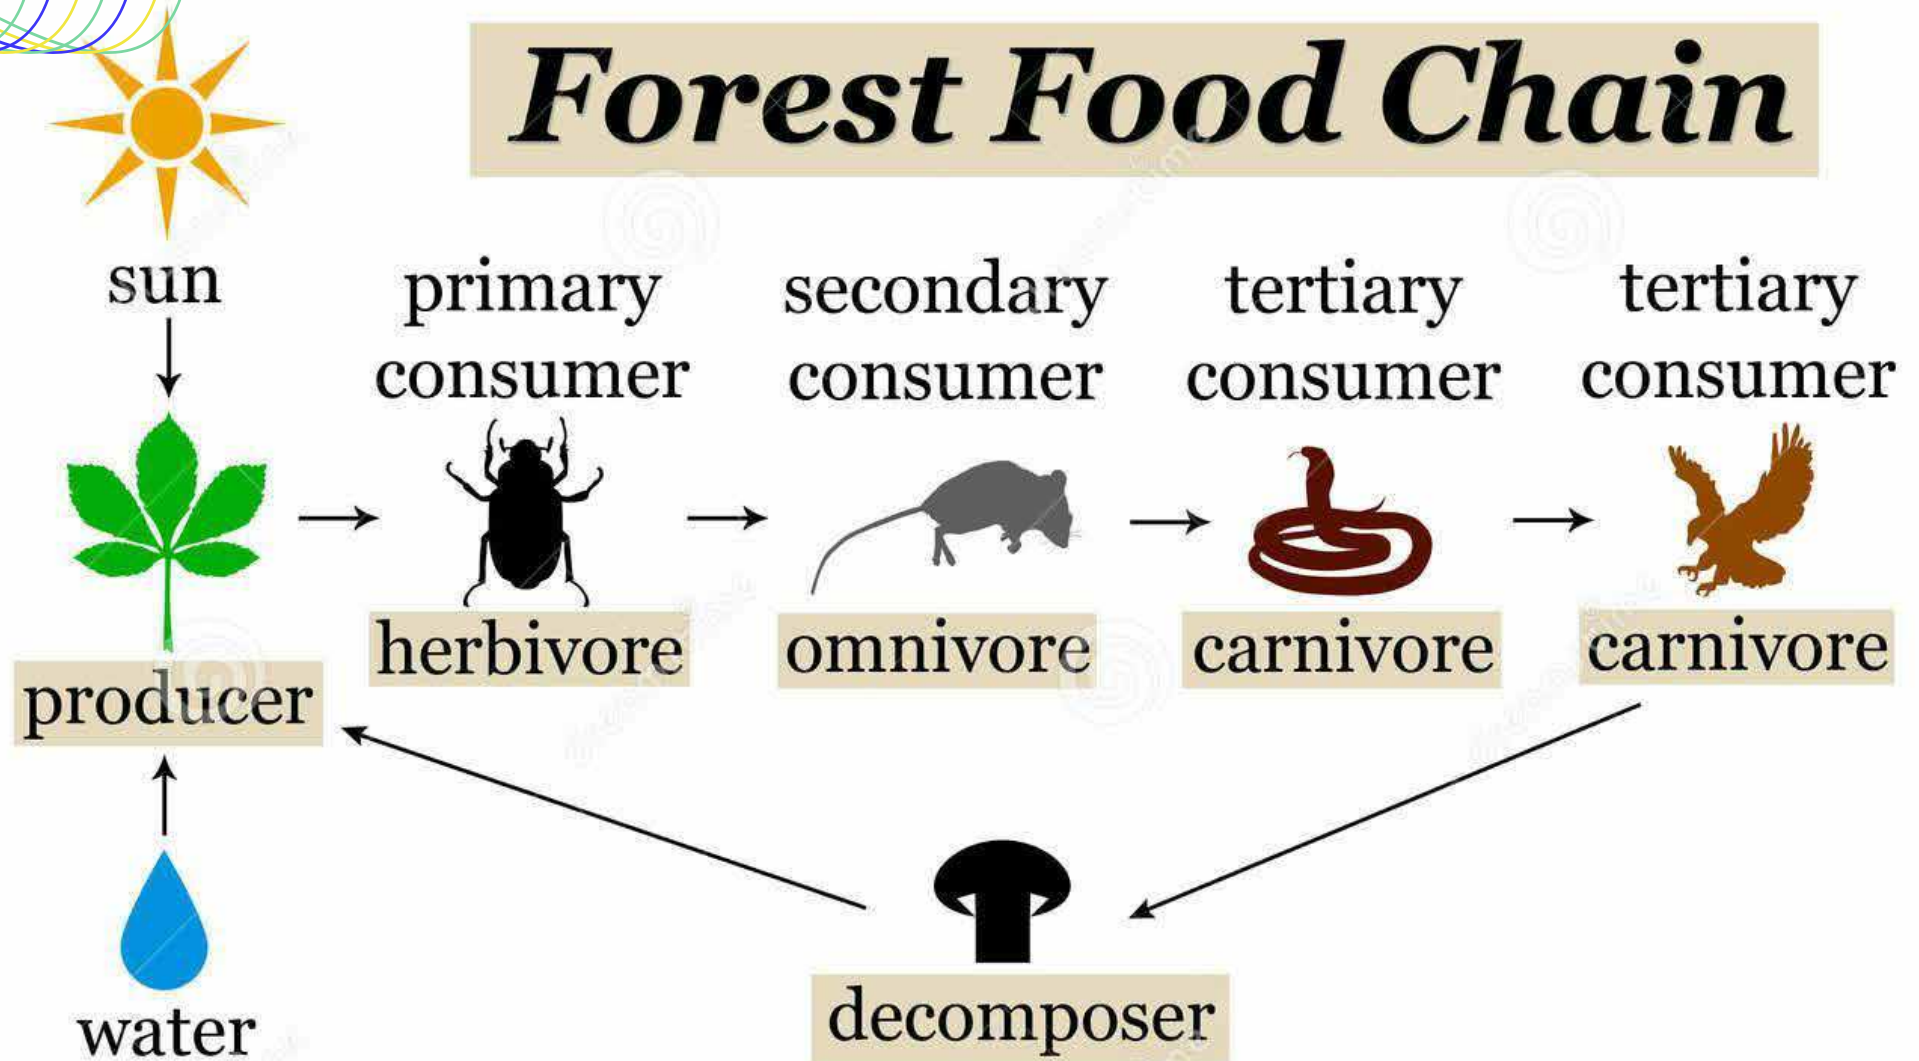 Forest Food Chain
sun
primary
consumer
secondary
consumer
tertiary
consumer
tertiary
consumer
herbivore
omnivore
carnivore
carnivore
producer
water
decomposer